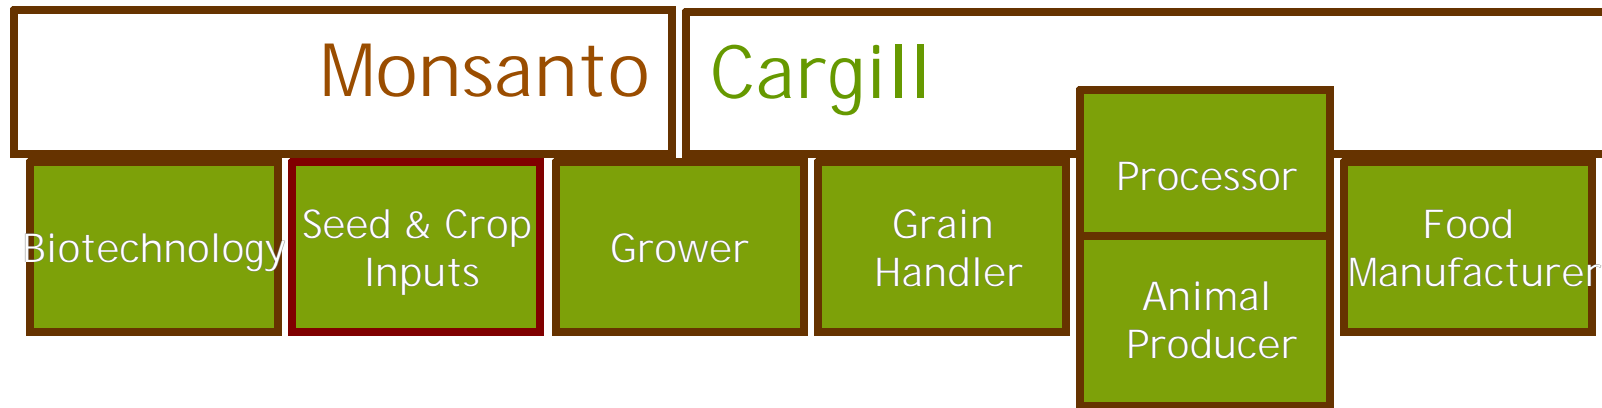 Monsanto
Cargill
Biotechnology
Seed & Crop
Inputs
Grower
Grain
Handler
Processor
Animal
Producer
Food
Manufacturer